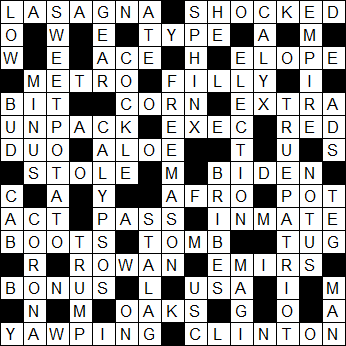 LASAGNA SHOCKED
O W E TYPE A M
W E ACE H ELOPE
METRO FILLY I
BIT CORN EXTRA
UNPACK EXEC RED
DUO ALOE T U S
STOLE M BIDEN
C A Y AFRO POT
ACT PASS INMATE
BOOTS TOMB TUG
R ROWAN EMIRS
BONUS L USA I M
N M OAKS G O A
YAWPING CLINTON